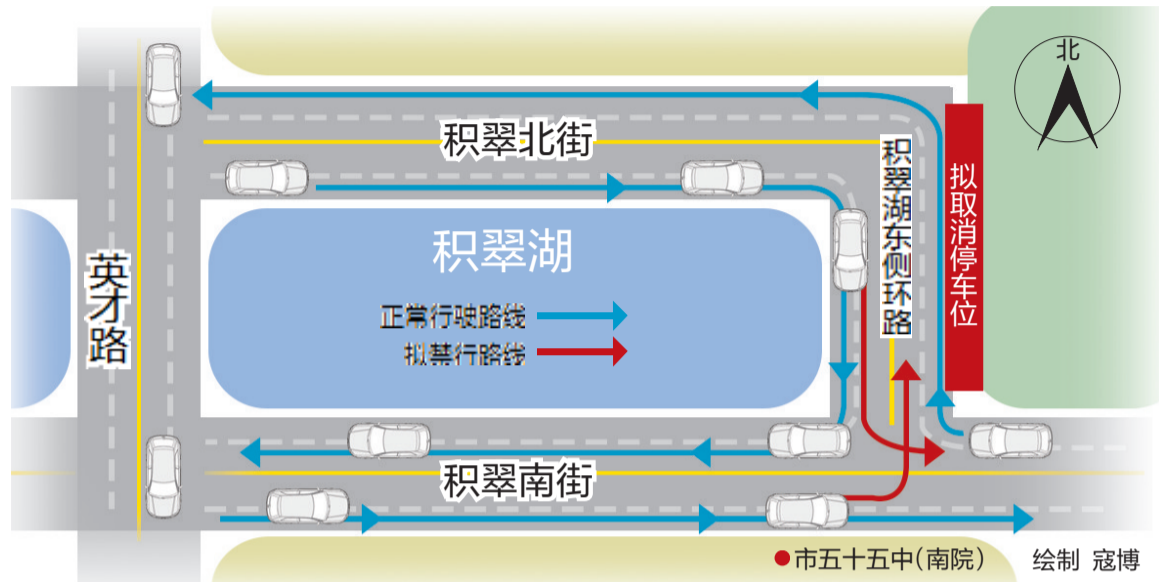 北
积翠北街
积翠湖东侧环路
拟取消停车位
积翠湖
英才路
正常行驶路线
拟禁行路线
积翠南街
市五十五中(南院)
绘制 寇博